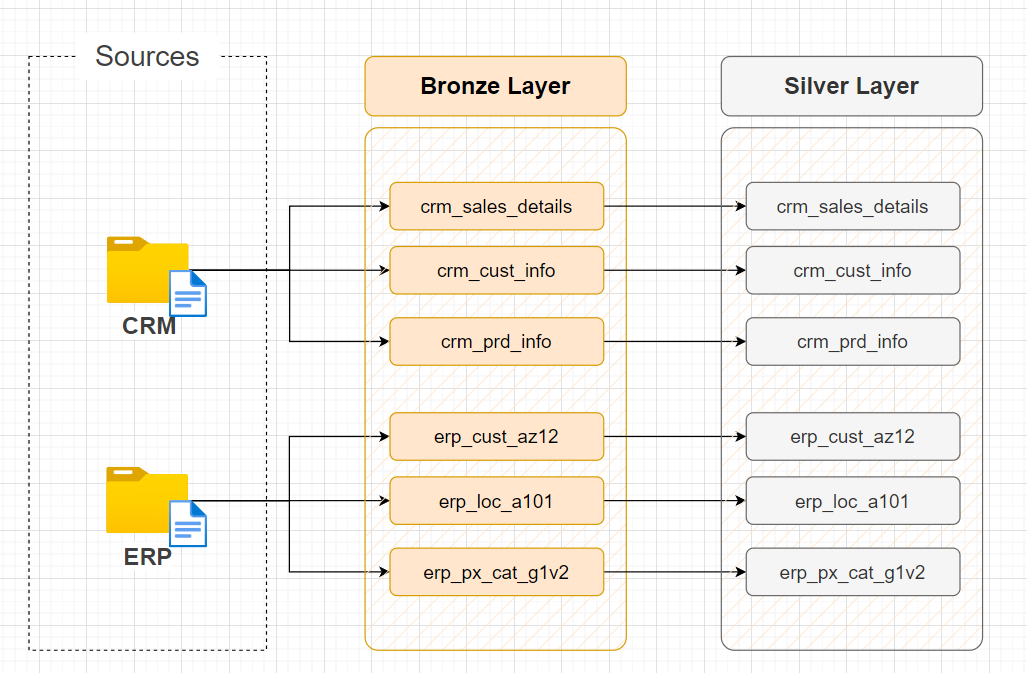 Sources
Bronze Layer
Silver Layer
crm_sales_details
crm_sales_details
crm_cust_info
crm_cust_info
CRM
crm_prd_info
crm_prd_info
erp_cust_az12
erp_cust_az12
erp_loc_a101
erp_loc_a101
ERP
erp_px_cat_g1v2
erp_px_cat_g1v2